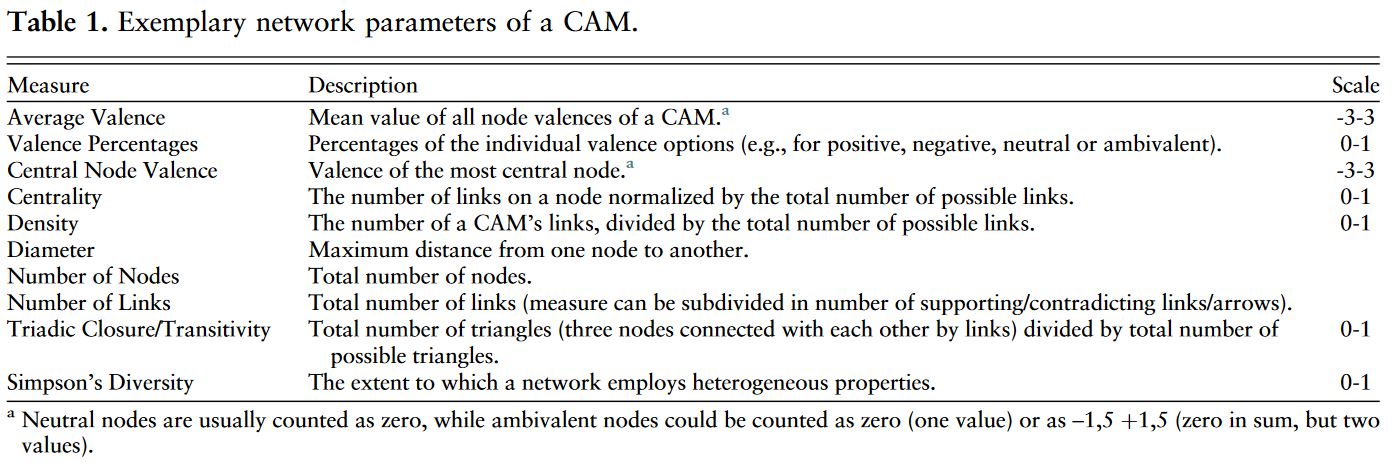 Table 1. Exemplary network parameters of a CAM.
Measure Description Scale
Average Valence Mean value of all node valences of a CAM.a -3-3
Valence Percentages Percentages of the individual valence options (e.g., for positive, negative, neutral or ambivalent). 0-1
Central Node Valence Valence of the most central node.a -3-3
Centrality The number of links on a node normalized by the total number of possible links. 0-1
Density The number of a CAM's links, divided by the total number of possible links. 0-1
Diameter Maximum distance from one node to another.
Number of Nodes Total number of nodes.
Number of Links Total number of links (measure can be subdivided in number of supporting/contradicting links/arrows).
Triadic Closure/Transitivity Total number of triangles (three nodes connected with each other by links) divided by total number of 0-1
possible triangles.
Simpson's Diversity The extent to which a network employs heterogeneous properties. 0-1
a Neutral nodes are usually counted as zero, while ambivalent nodes could be counted as zero (one value) or as –1,5 +1,5 (zero in sum, but two
values).